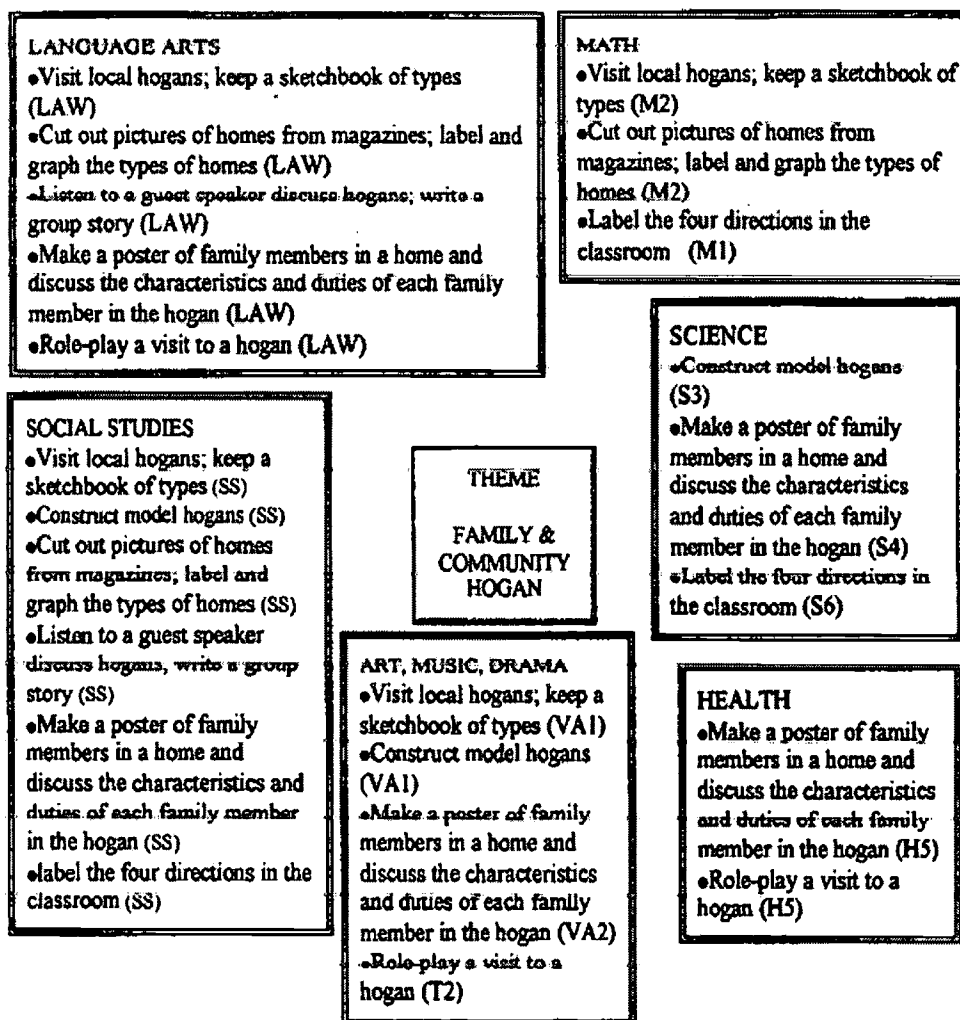 LANGUAGE ARTS
●Visit local hogans; keep a sketchbook of types
(LAW)
●Cut out pictures of homes from magazines; label and
graph the types of homes (LAW)
●Listen to a guest speaker discuss hogans; write a
group story (LAW)
●Make a poster of family members in a home and
discuss the characteristics and duties of each family
member in the hogan (LAW)
●Role-play a visit to a hogan (LAW)
MATH
●Visit local hogans; keep a sketchbook of
types (M2)
●Cut out pictures of homes from
magazines; label and graph the types of
homes (M2)
●Label the four directions in the
classroom (M1)
SCIENCE
●Construct model hogans
(S3)
●Make a poster of family
members in a home and
discuss the characteristics
and duties of each family
member in the hogan (S4)
●Label the four directions in
the classroom (S6)
SOCIAL STUDIES
●Visit local hogans; keep a
sketchbook of types (SS)
●Construct model hogans (SS)
●Cut out pictures of homes
from magazines; label and
graph the types of homes (SS)
●Listen to a guest speaker
discuss hogans, write a group
story (SS)
●Make a poster of family
members in a home and
discuss the characteristics and
duties of each family member
in the hogan (SS)
●label the four directions in the
classroom (SS)
THEME
FAMILY &
COMMUNITY
HOGAN
ART, MUSIC, DRAMA
●Visit local hogans; keep a
sketchbook of types (VA1)
●Construct model hogans
(VA1)
●Make a poster of family
members in a home and
discuss the characteristics
and duties of each family
member in the hogan (VA2)
●Role-play a visit to a
hogan (T2)
HEALTH
●Make a poster of family
members in a home and
discuss the characteristics
and duties of each family
member in the hogan (H5)
●Role-play a visit to a
hogan (H5)